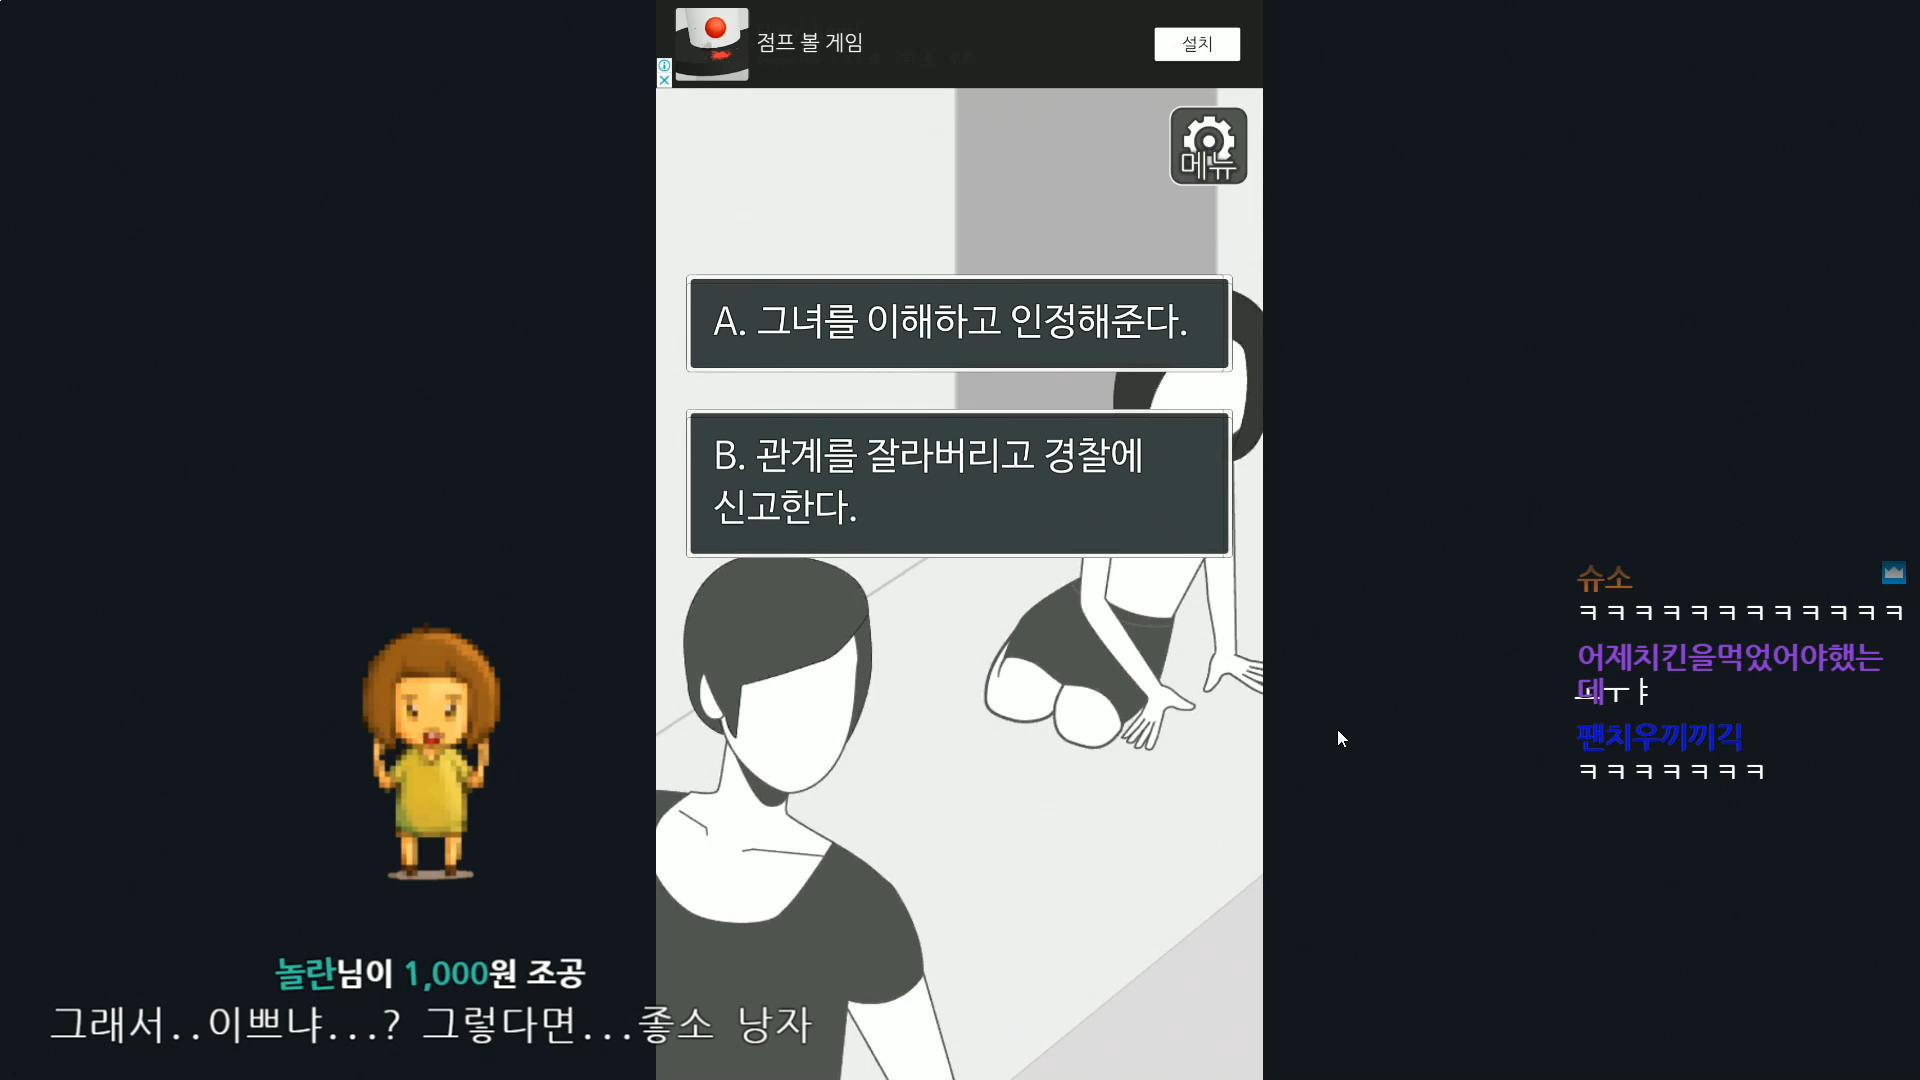 점프 볼 게임
설치
메뉴
A. 그녀를 이해하고 인정해준다.
B. 관계를 잘라버리고 경찰에
신고한다.
슈소
ㅋㅋㅋㅋㅋㅋㅋㅋㅋㅋㅋㅋ
어제치킨을먹었어야했는
데
팬치우끼끼긱
ㅋㅋㅋㅋㅋㅋㅋ
놀란님이 1,000원 조공
그래서..이쁘냐...? 그렇다면...좋소 낭자